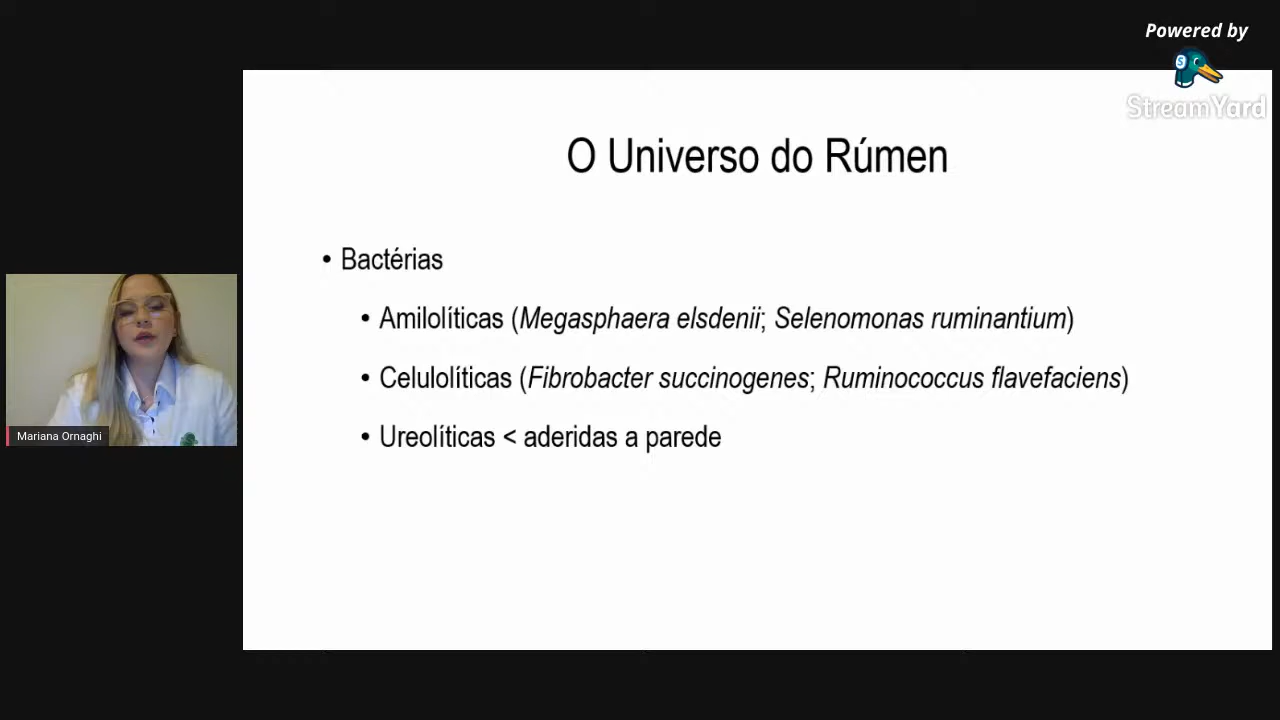 Powered by
StreamYard
O Universo do Rúmen
• Bactérias
• Amilolíticas (Megasphaera elsdenii; Selenomonas ruminantium)
• Celulolíticas (Fibrobacter succinogenes; Ruminococcus flavefaciens)
• Ureolíticas < aderidas a parede
Mariana Ornaghi